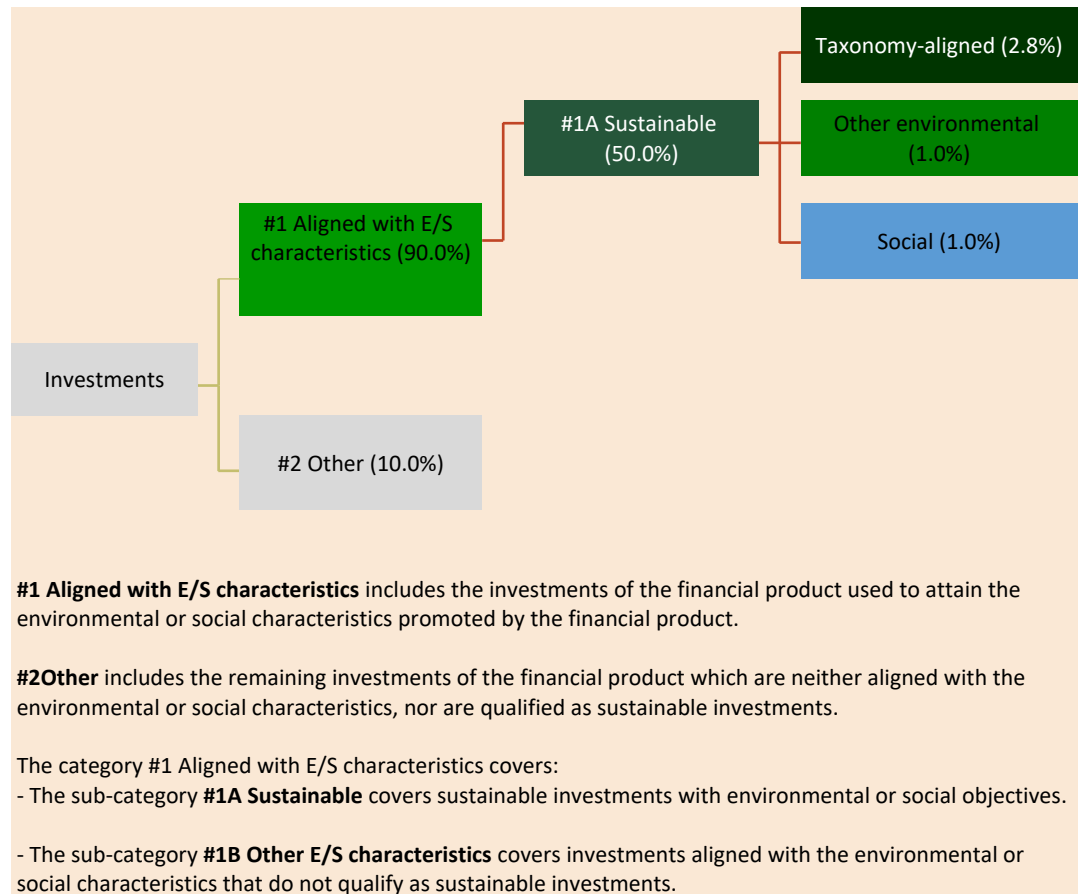 Taxonomy-aligned (2.8%)
#1A Sustainable
(50.0%)
Other environmental
(1.0%)
#1 Aligned with E/S
characteristics (90.0%)
Social (1.0%)
Investments
#2 Other (10.0%)
#1 Aligned with E/S characteristics includes the investments of the financial product used to attain the
environmental or social characteristics promoted by the financial product.
#2Other includes the remaining investments of the financial product which are neither aligned with the
environmental or social characteristics, nor are qualified as sustainable investments.
The category #1 Aligned with E/S characteristics covers:
- The sub-category #1A Sustainable covers sustainable investments with environmental or social objectives.
- The sub-category #1B Other E/S characteristics covers investments aligned with the environmental or
social characteristics that do not qualify as sustainable investments.